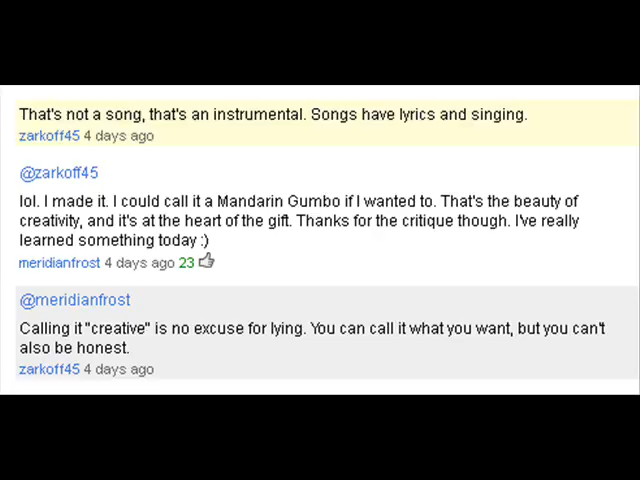 That's not a song, that's an instrumental. Songs have lyrics and singing.
zarkoff45 4 days ago
@zarkoff45
lol. I made it. I could call it a Mandarin Gumbo if I wanted to. That's the beauty of
creativity, and it's at the heart of the gift. Thanks for the critique though. I've really
learned something today :)
meridianfrost 4 days ago 23
@meridianfrost
Calling it "creative" is no excuse for lying. You can call it what you want, but you can't
also be honest.
zarkoff45 4 days ago